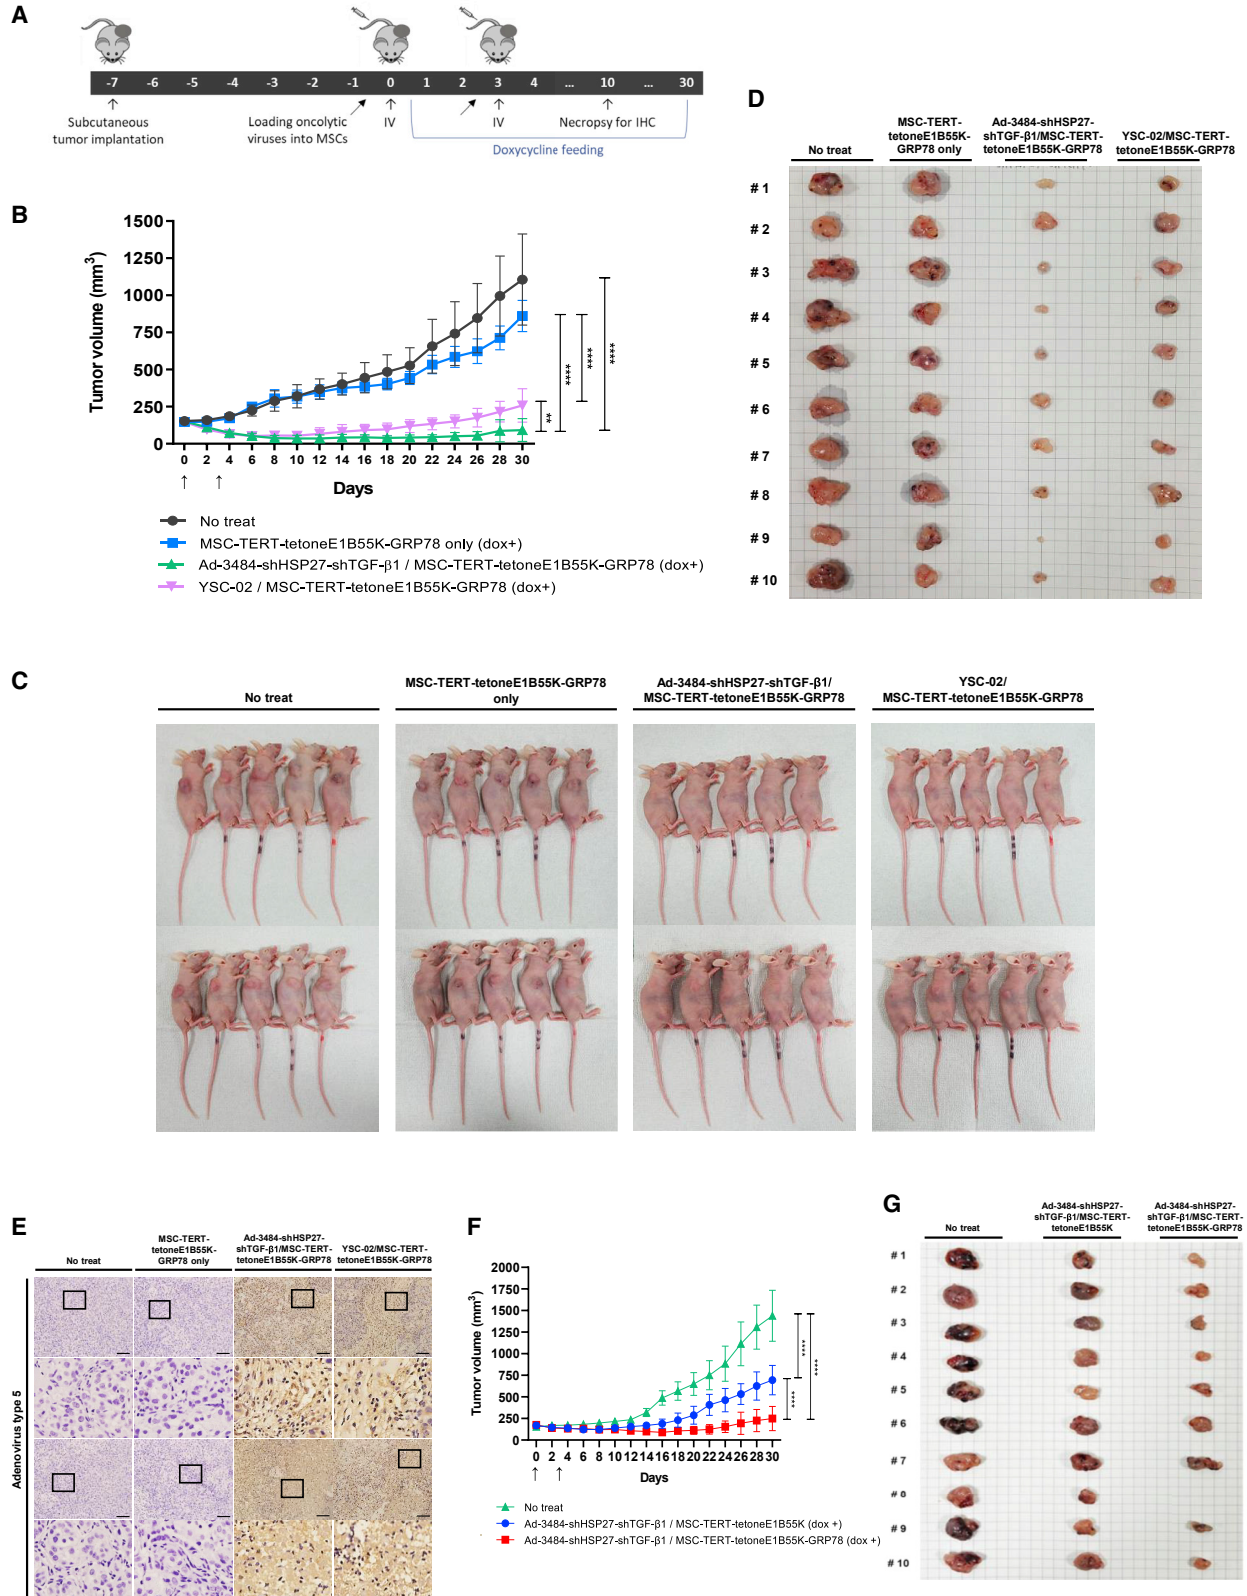 A
-7 -6 -5 -4 -3 -2 -1 0 1 2 3 4 ... 10 ... 30
Subcutaneous
tumor implantation
Loading oncolytic
viruses into MSCs
IV
IV
Necropsy for IHC
Doxycycline feeding
B
Tumor volume (mm3)
1500
1250
1000
750
500
250
0
0 2 4 6 8 10 12 14 16 18 20 22 24 26 28 30
Days
**
****
****
****
No treat
MSC-TERT-tetoneE1B55K-GRP78 only (dox+)
Ad-3484-shHSP27-shTGF-β1 / MSC-TERT-tetoneE1B55K-GRP78 (dox+)
YSC-02 / MSC-TERT-tetoneE1B55K-GRP78 (dox+)
D
No treat
MSC-TERT-
tetoneE1B55K-
GRP78 only
Ad-3484-shHSP27-
shTGF-β1/MSC-TERT-
tetoneE1B55K-GRP78
YSC-02/MSC-TERT-
tetoneE1B55K-GRP78
# 1
# 2
# 3
# 4
# 5
# 6
# 7
# 8
# 9
# 10
C
No treat
MSC-TERT-tetoneE1B55K-GRP78
only
Ad-3484-shHSP27-shTGF-β1/
MSC-TERT-tetoneE1B55K-GRP78
YSC-02/
MSC-TERT-tetoneE1B55K-GRP78
E
No treat
MSC-TERT-
tetoneE1B55K-
GRP78 only
Ad-3484-shHSP27-
shTGF-β1/MSC-TERT-
tetoneE1B55K-GRP78
YSC-02/MSC-TERT-
tetoneE1B55K-GRP78
Adenovirus type 5
F
Tumor volume (mm3)
2000
1750
1500
1250
1000
750
500
250
0
0 2 4 6 8 10 12 14 16 18 20 22 24 26 28 30
Days
****
****
****
No treat
Ad-3484-shHSP27-shTGF-β1 / MSC-TERT-tetoneE1B55K (dox +)
Ad-3484-shHSP27-shTGF-β1 / MSC-TERT-tetoneE1B55K-GRP78 (dox +)
G
No treat
Ad-3484-shHSP27-
shTGF-β1/MSC-TERT-
tetoneE1B55K
Ad-3484-shHSP27-
shTGF-β1/MSC-TERT-
tetoneE1B55K-GRP78
# 1
# 2
# 3
# 4
# 5
# 6
# 7
# 8
# 9
# 10